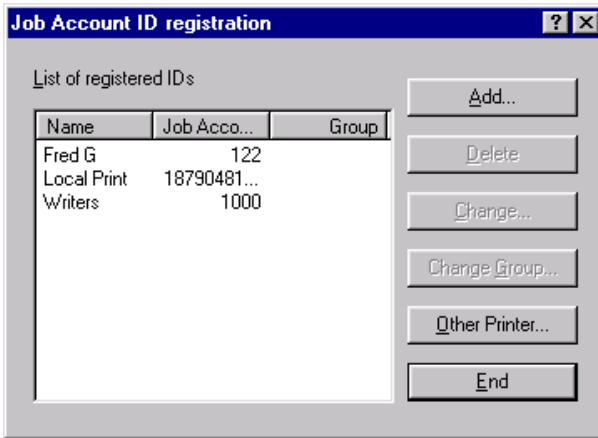 Job Account ID registration
List of registered IDs
Name Job Acco... Group
Fred G 122
Local Print 18790481...
Writers 1000
Add...
Delete
Change...
Change Group...
Other Printer...
End